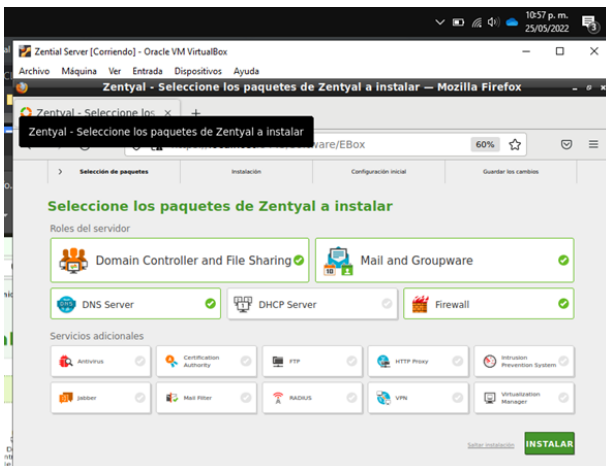 10:57 p. m.
25/05/2022
Zential Server [Corriendo] - Oracle VM VirtualBox
Archivo Máquina Ver Entrada Dispositivos Ayuda
Zentyal - Seleccione los paquetes de Zentyal a instalar — Mozilla Firefox
Zentyal - Seleccione los
Zentyal - Seleccione los paquetes de Zentyal a instalar
ware/EBox
60%
Selección de paquetes
Instalación
Configuración inicial
Guardar los cambios
Seleccione los paquetes de Zentyal a instalar
Roles del servidor
Domain Controller and File Sharing
Mail and Groupware
DNS Server
DHCP Server
Firewall
Servicios adicionales
Antivirus
Certification
Authority
FTP
HTTP Proxy
Intrusion
Prevention System
Jabber
Mail Filter
RADIUS
VPN
Virtualization
Manager
Saltar instalación
INSTALAR